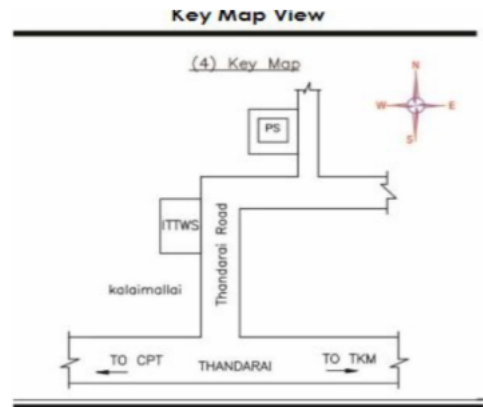 Key Map View
(4) Key Map
N
W E
S
PS
ITTWS
Thandarai Road
kalaimallai
TO CPT
THANDARAI
TO TKM